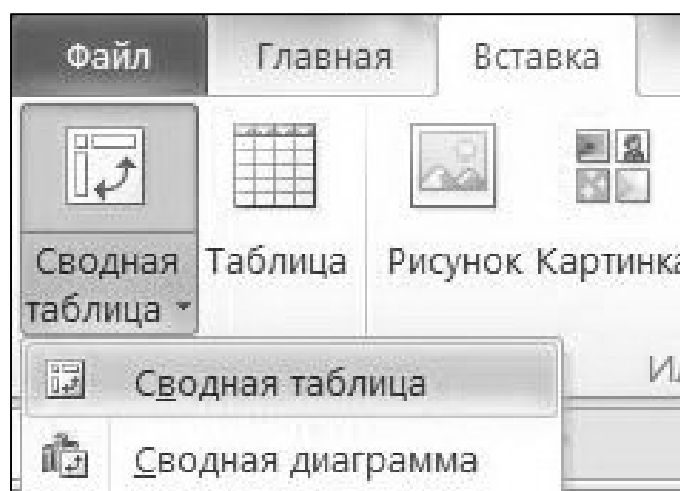 Файл Главная Вставка
Сводная таблица Таблица Рисунок Картинка
Сводная таблица
Сводная диаграмма